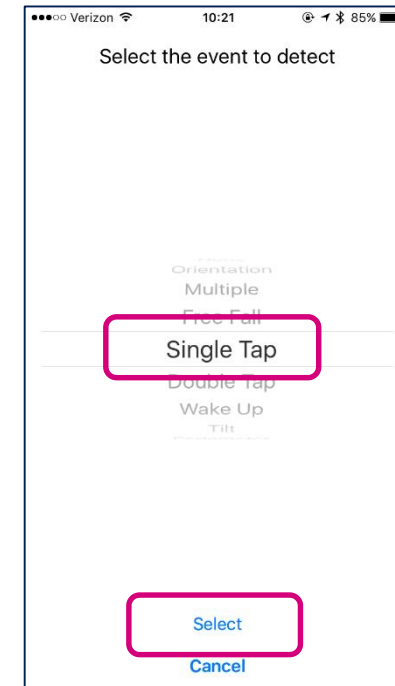 Verizon 10:21 85%
Select the event to detect
Orientation
Multiple
Free Fall
Single Tap
Double Tap
Wake Up
Tilt
Select
Cancel